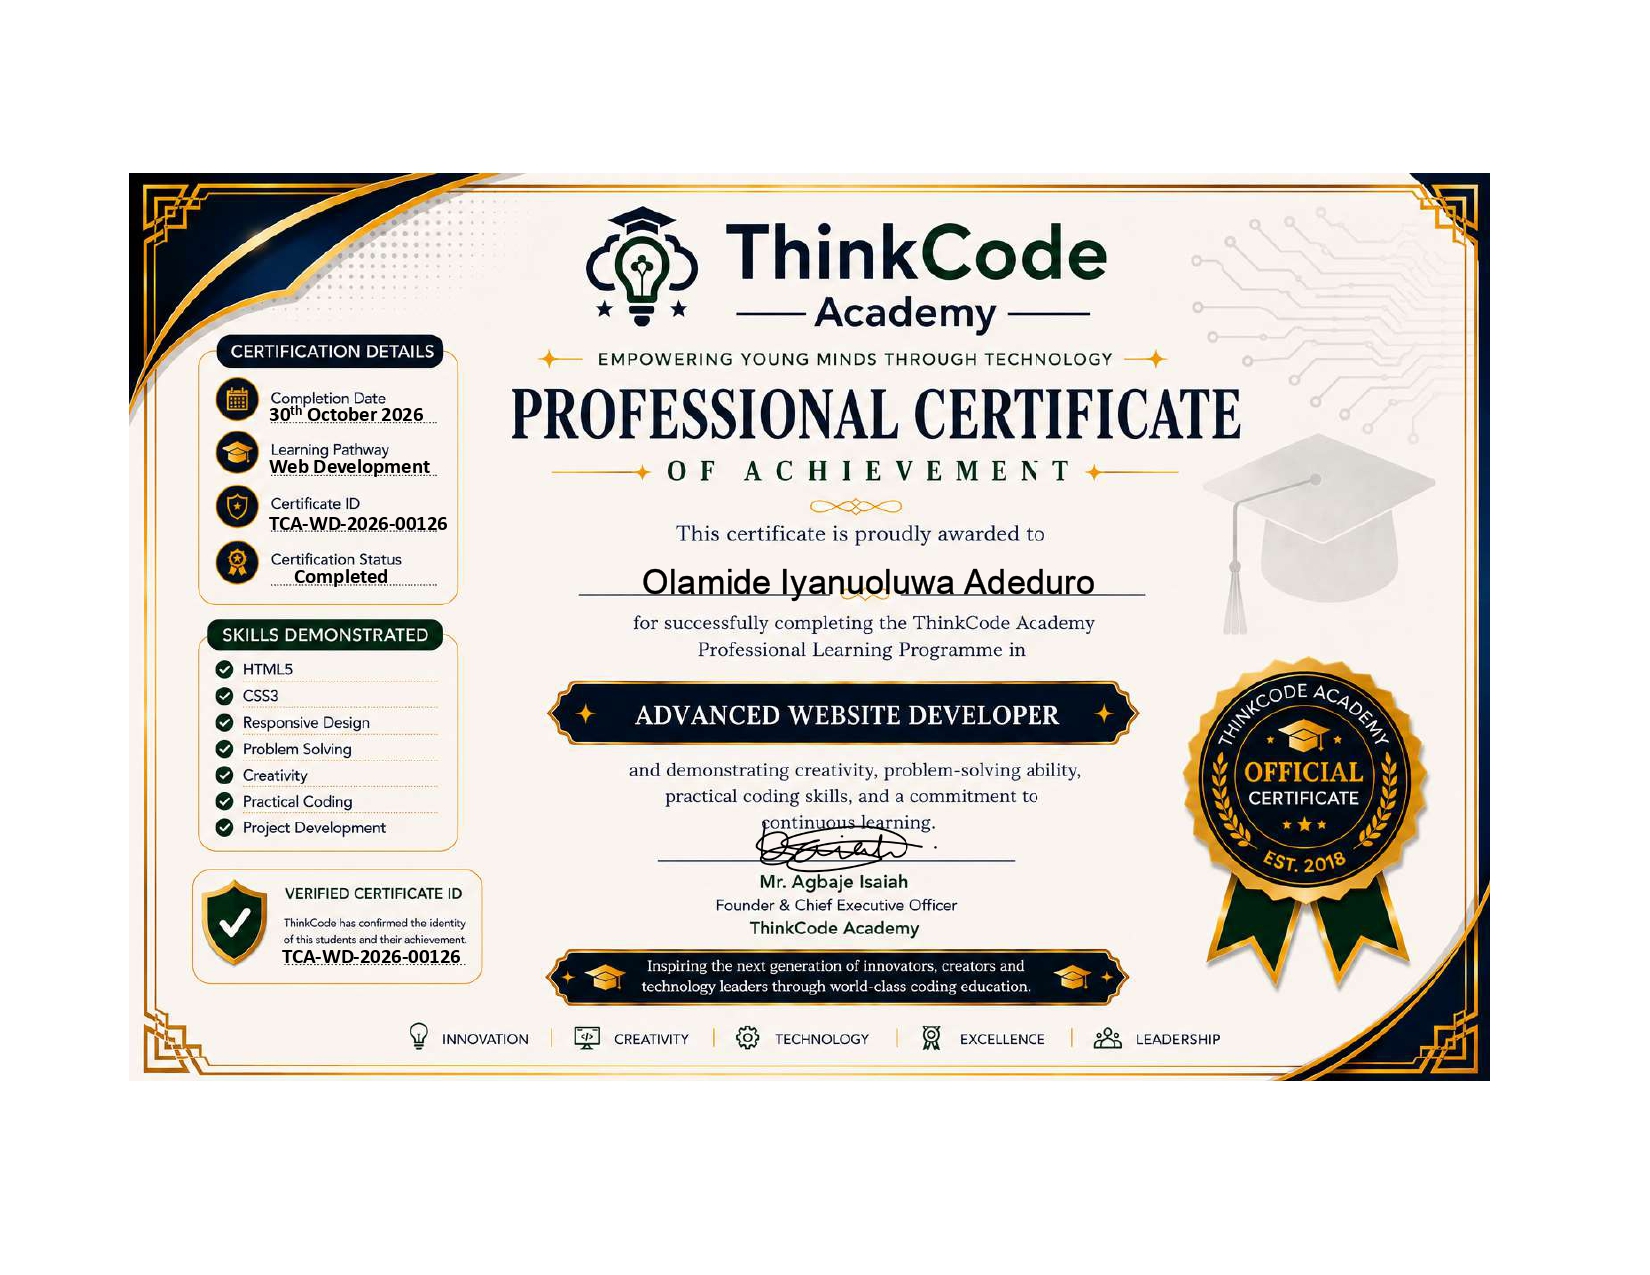 ThinkCode
Academy
EMPOWERING YOUNG MINDS THROUGH TECHNOLOGY
PROFESSIONAL CERTIFICATE
OF ACHIEVEMENT
This certificate is proudly awarded to
Olamide Iyanuoluwa Adeduro
for successfully completing the ThinkCode Academy
Professional Learning Programme in
ADVANCED WEBSITE DEVELOPER
and demonstrating creativity, problem-solving ability,
practical coding skills, and a commitment to
continuous learning.
Mr. Agbaje Isaiah
Founder & Chief Executive Officer
ThinkCode Academy
Inspiring the next generation of innovators, creators and
technology leaders through world-class coding education.
CERTIFICATION DETAILS
Completion Date
30th October 2026
Learning Pathway
Web Development
Certificate ID
TCA-WD-2026-00126
Certification Status
Completed
SKILLS DEMONSTRATED
HTML5
CSS3
Responsive Design
Problem Solving
Creativity
Practical Coding
Project Development
VERIFIED CERTIFICATE ID
ThinkCode has confirmed the identity
of this students and their achievement.
TCA-WD-2026-00126
THINKCODE ACADEMY
OFFICIAL
CERTIFICATE
EST. 2018
INNOVATION
CREATIVITY
TECHNOLOGY
EXCELLENCE
LEADERSHIP